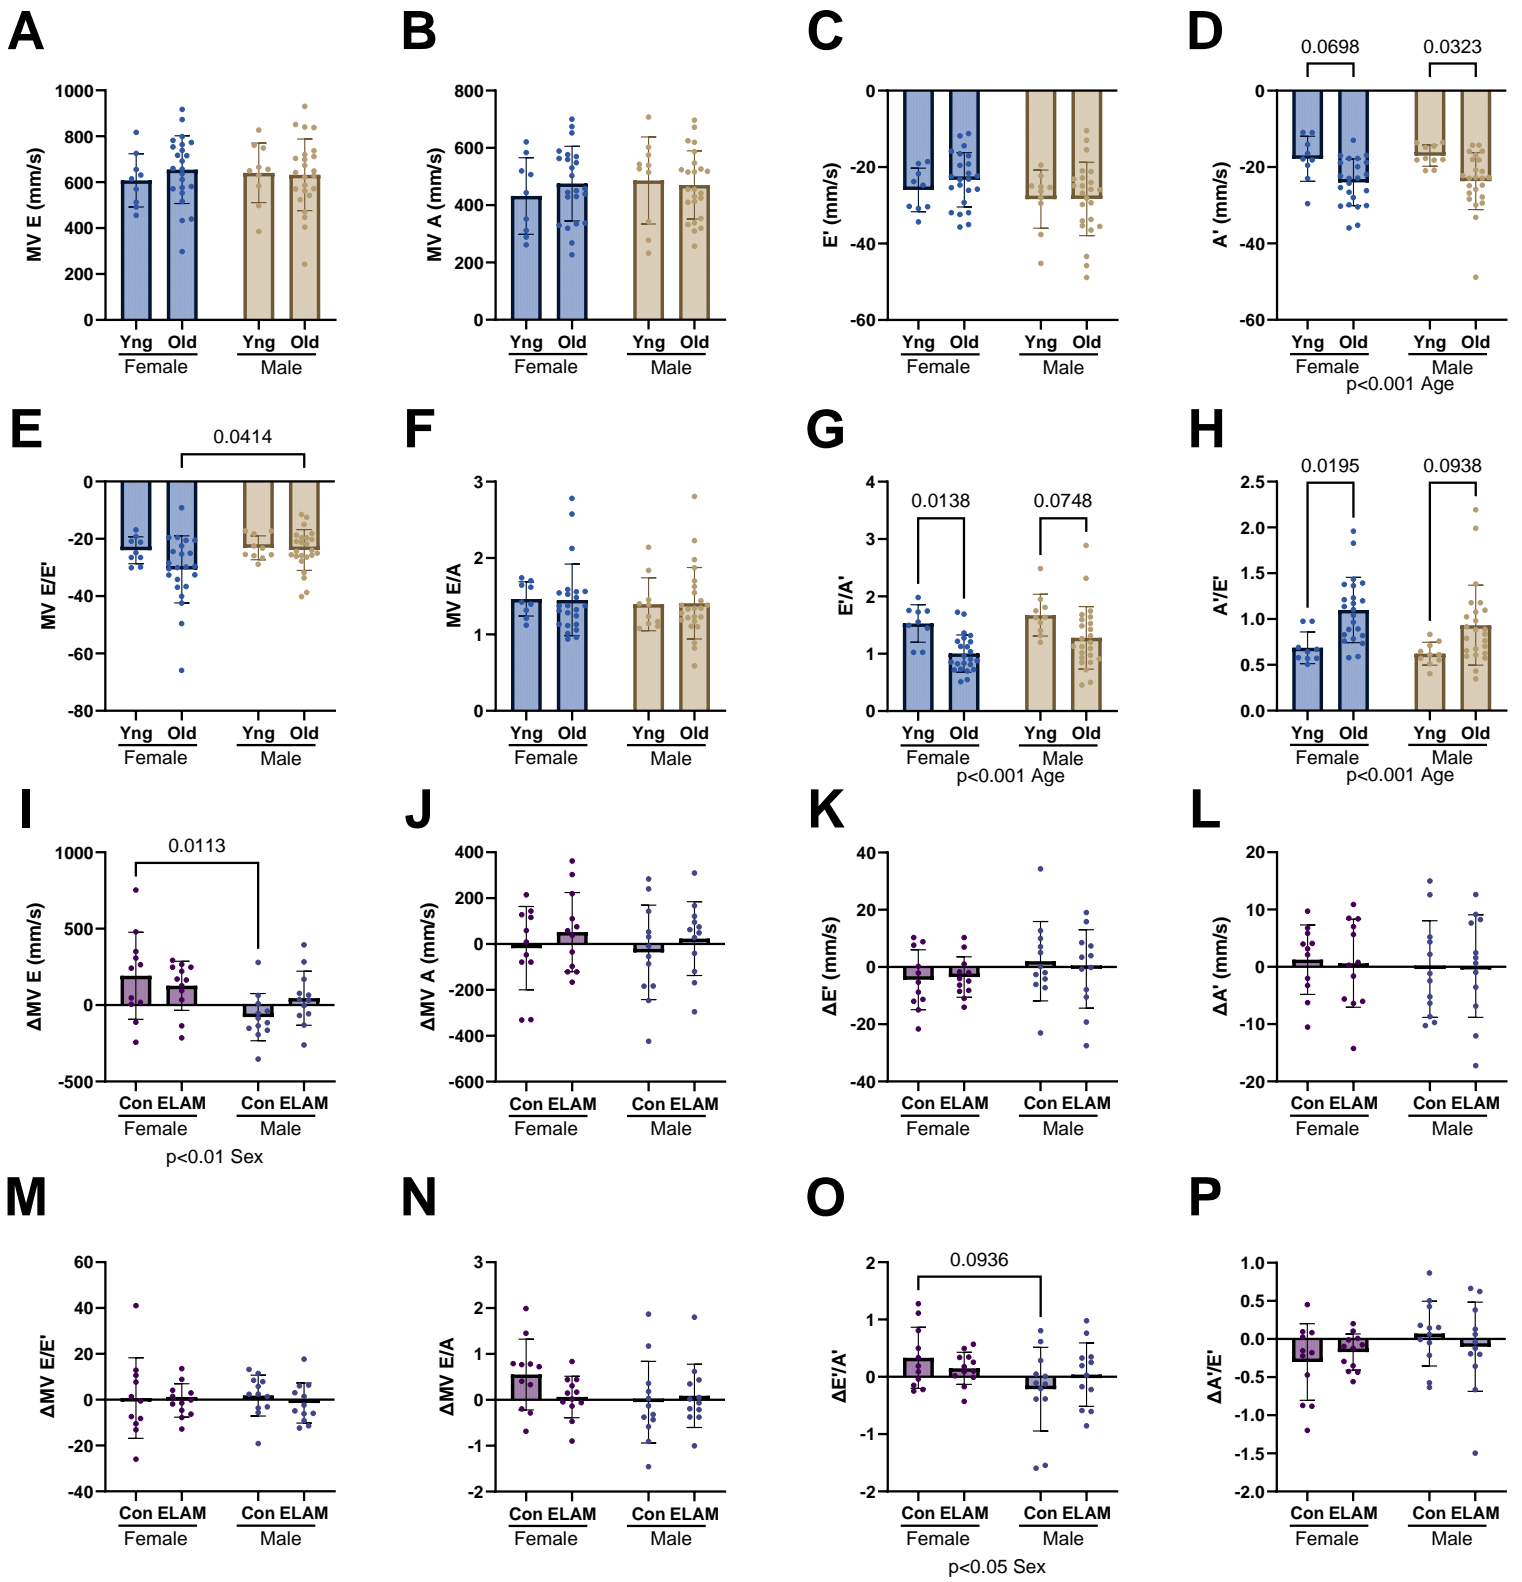 A B C D
0.0698 0.0323
1000 800 0 0
800
600 -20 -20
600
MV E (mm/s) MV A (mm/s) E' (mm/s) A' (mm/s)
400
400 -40 -40
200
200
0 0 -60 -60
Yng Old Yng Old Yng Old Yng Old Yng Old Yng Old Yng Old Yng Old
Female Male Female Male Female Male Female Male
p<0.001 Age
E F G H
0.0414 0.0138 0.0748 0.0195 0.0938
0 3 4 2.5
2.0
-20 3
2 1.5
MV E/E' MV E/A E'/A' A'/E'
-40 2
1 1.0
-60 1
0.5
-80 0 0 0.0
Yng Old Yng Old Yng Old Yng Old Yng Old Yng Old Yng Old Yng Old
Female Male Female Male Female Male Female Male
p<0.001 Age p<0.001 Age
I J K L
0.0113
1000 400 40 20
200
500 20 10
0
ΔMV E (mm/s) ΔMV A (mm/s) ΔE' (mm/s) ΔA' (mm/s)
0 0 0
-200
-20 -10
-400
-500 -600 -40 -20
Con ELAM Con ELAM Con ELAM Con ELAM Con ELAM Con ELAM Con ELAM Con ELAM
Female Male Female Male Female Male Female Male
p<0.01 Sex
M N O P
0.0936
60 3 2 1.0
40 2 0.5
1
20 1 0.0
ΔMV E/E' ΔMV E/A ΔE'/A' ΔA'/E'
0 -0.5
0 0
-1.0
-20 -1 -1
-1.5
-40 -2 -2 -2.0
Con ELAM Con ELAM Con ELAM Con ELAM Con ELAM Con ELAM Con ELAM Con ELAM
Female Male Female Male Female Male Female Male
p<0.05 Sex